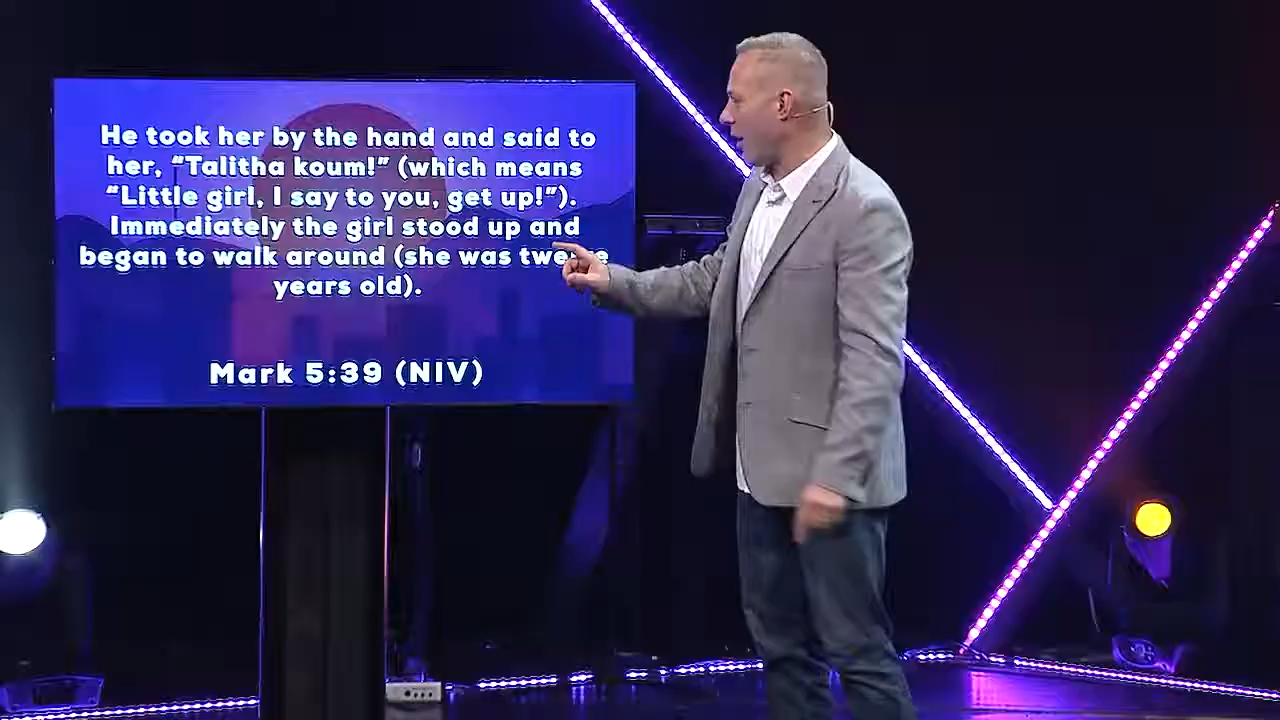 He took her by the hand and said to
her, “Talitha koum!” (which means
“Little girl, I say to you, get up!”).
Immediately the girl stood up and
began to walk around (she was
years old).
Mark 5:39 (NIV)